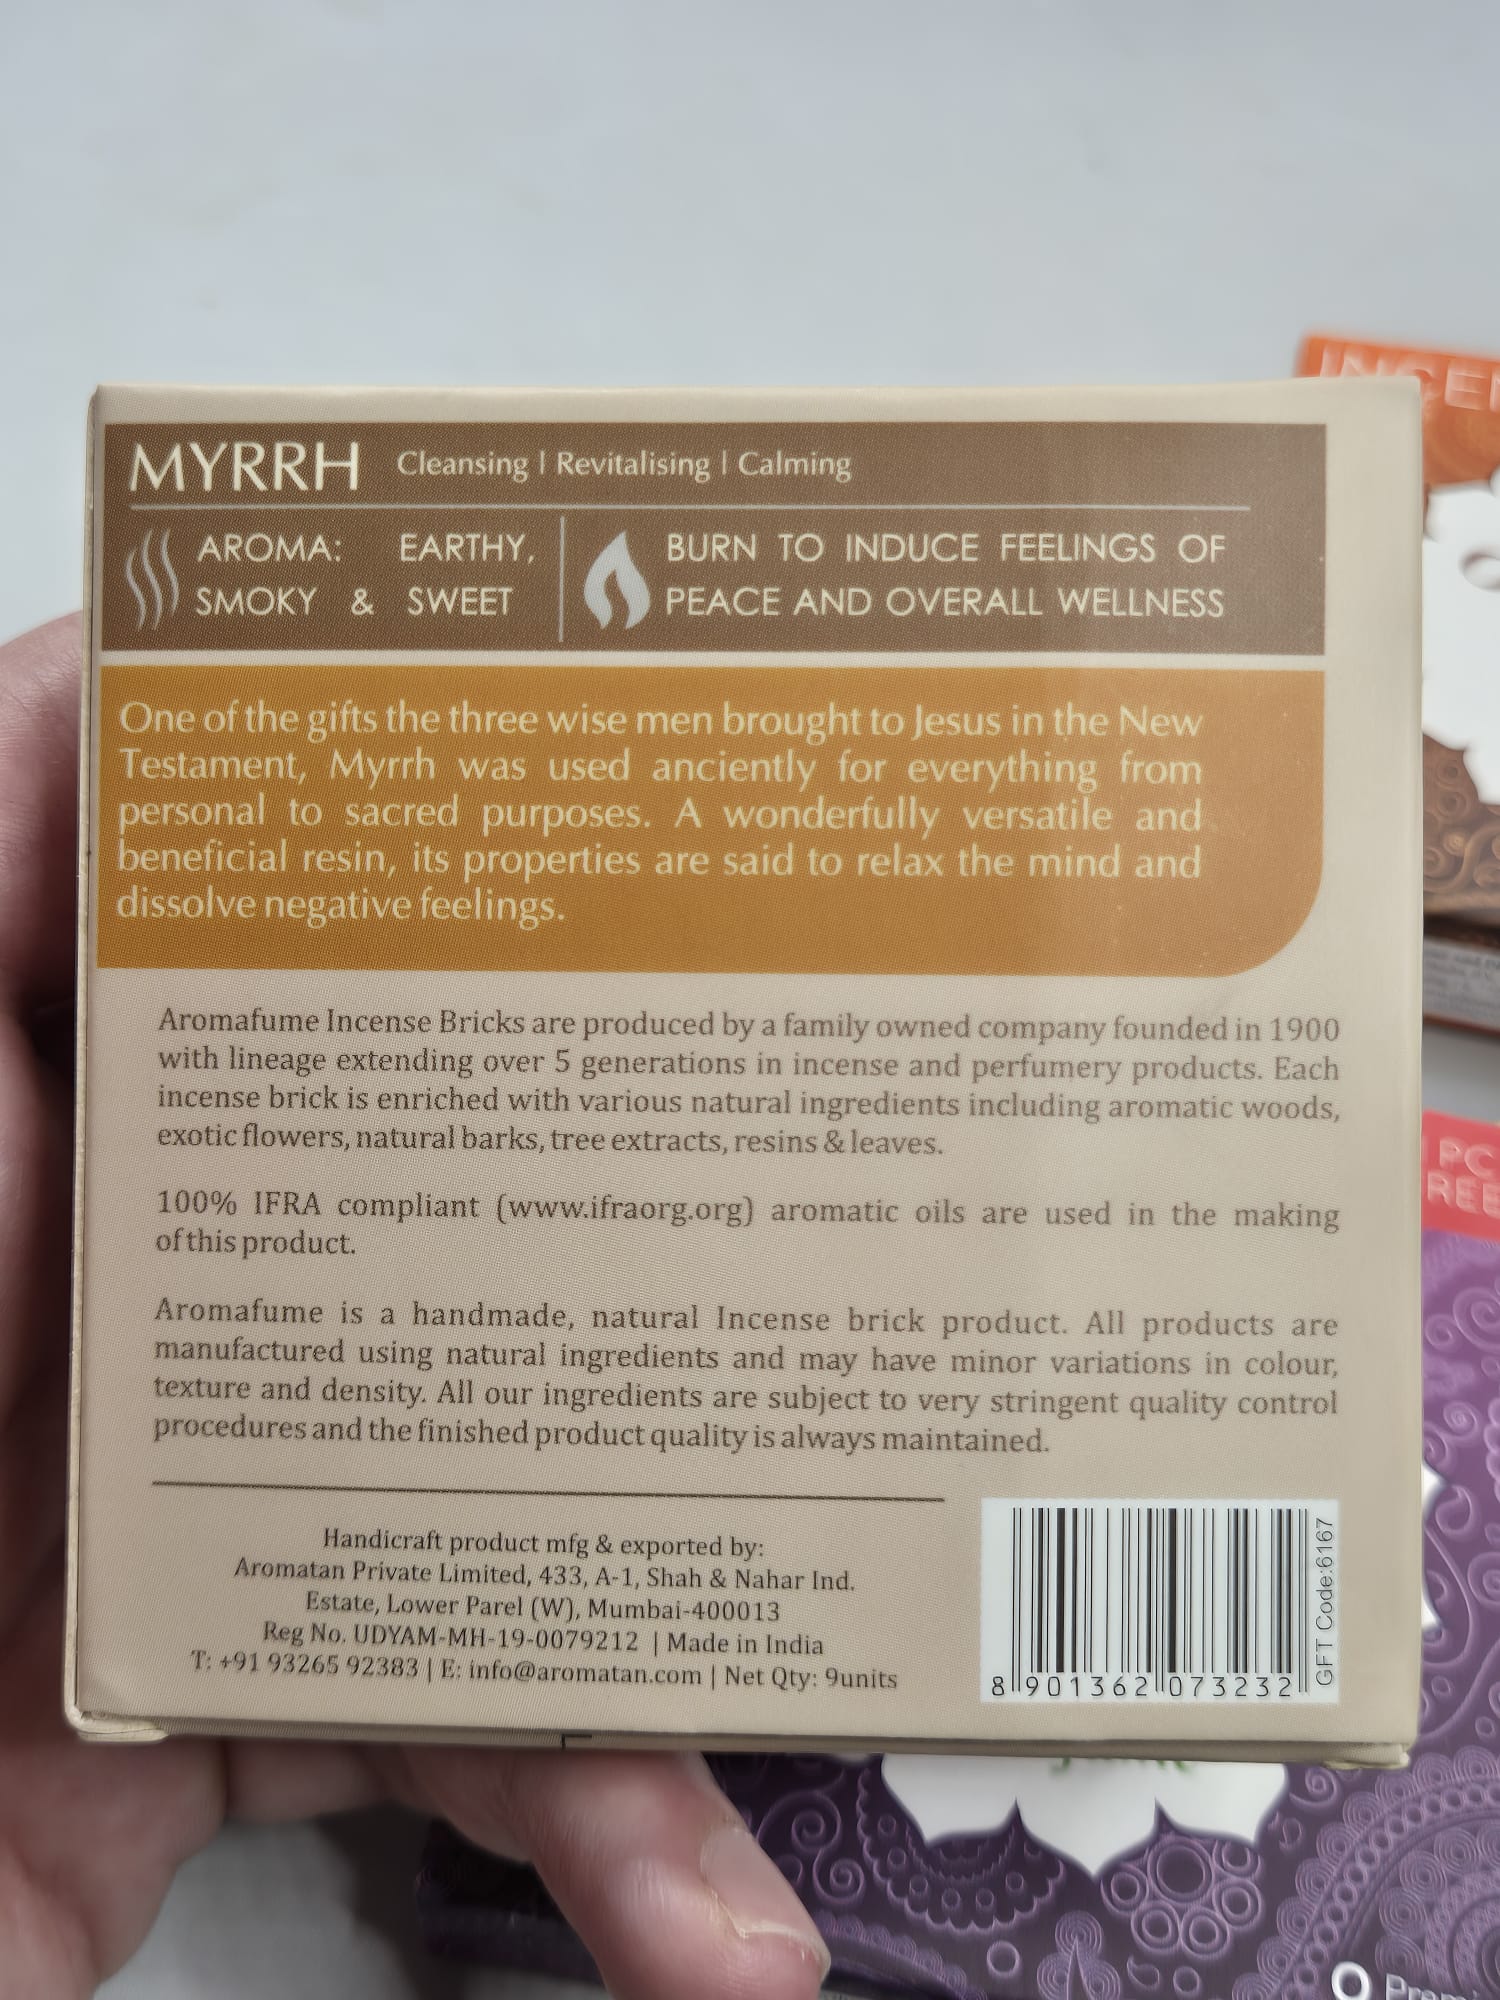 INCEN
MYRRH Cleansing | Revitalising | Calming
AROMA: EARTHY,
SMOKY & SWEET
BURN TO INDUCE FEELINGS OF
PEACE AND OVERALL WELLNESS
One of the gifts the three wise men brought to Jesus in the New
Testament, Myrrh was used anciently for everything from
personal to sacred purposes. A wonderfully versatile and
beneficial resin, its properties are said to relax the mind and
dissolve negative feelings.
Aromafume Incense Bricks are produced by a family owned company founded in 1900
with lineage extending over 5 generations in incense and perfumery products. Each
incense brick is enriched with various natural ingredients including aromatic woods,
exotic flowers, natural barks, tree extracts, resins & leaves.
100% IFRA compliant (www.ifraorg.org) aromatic oils are used in the making
of this product.
Aromafume is a handmade, natural Incense brick product. All products are
manufactured using natural ingredients and may have minor variations in colour,
texture and density. All our ingredients are subject to very stringent quality control
procedures and the finished product quality is always maintained.
Handicraft product mfg & exported by:
Aromatan Private Limited, 433, A-1, Shah & Nahar Ind.
Estate, Lower Parel (W), Mumbai-400013
Reg No. UDYAM-MH-19-0079212 | Made in India
T: +91 93265 92383 | E: info@aromatan.com | Net Qty: 9units
8 901362 073232
GFT Code:6167
PC
REE
Premi